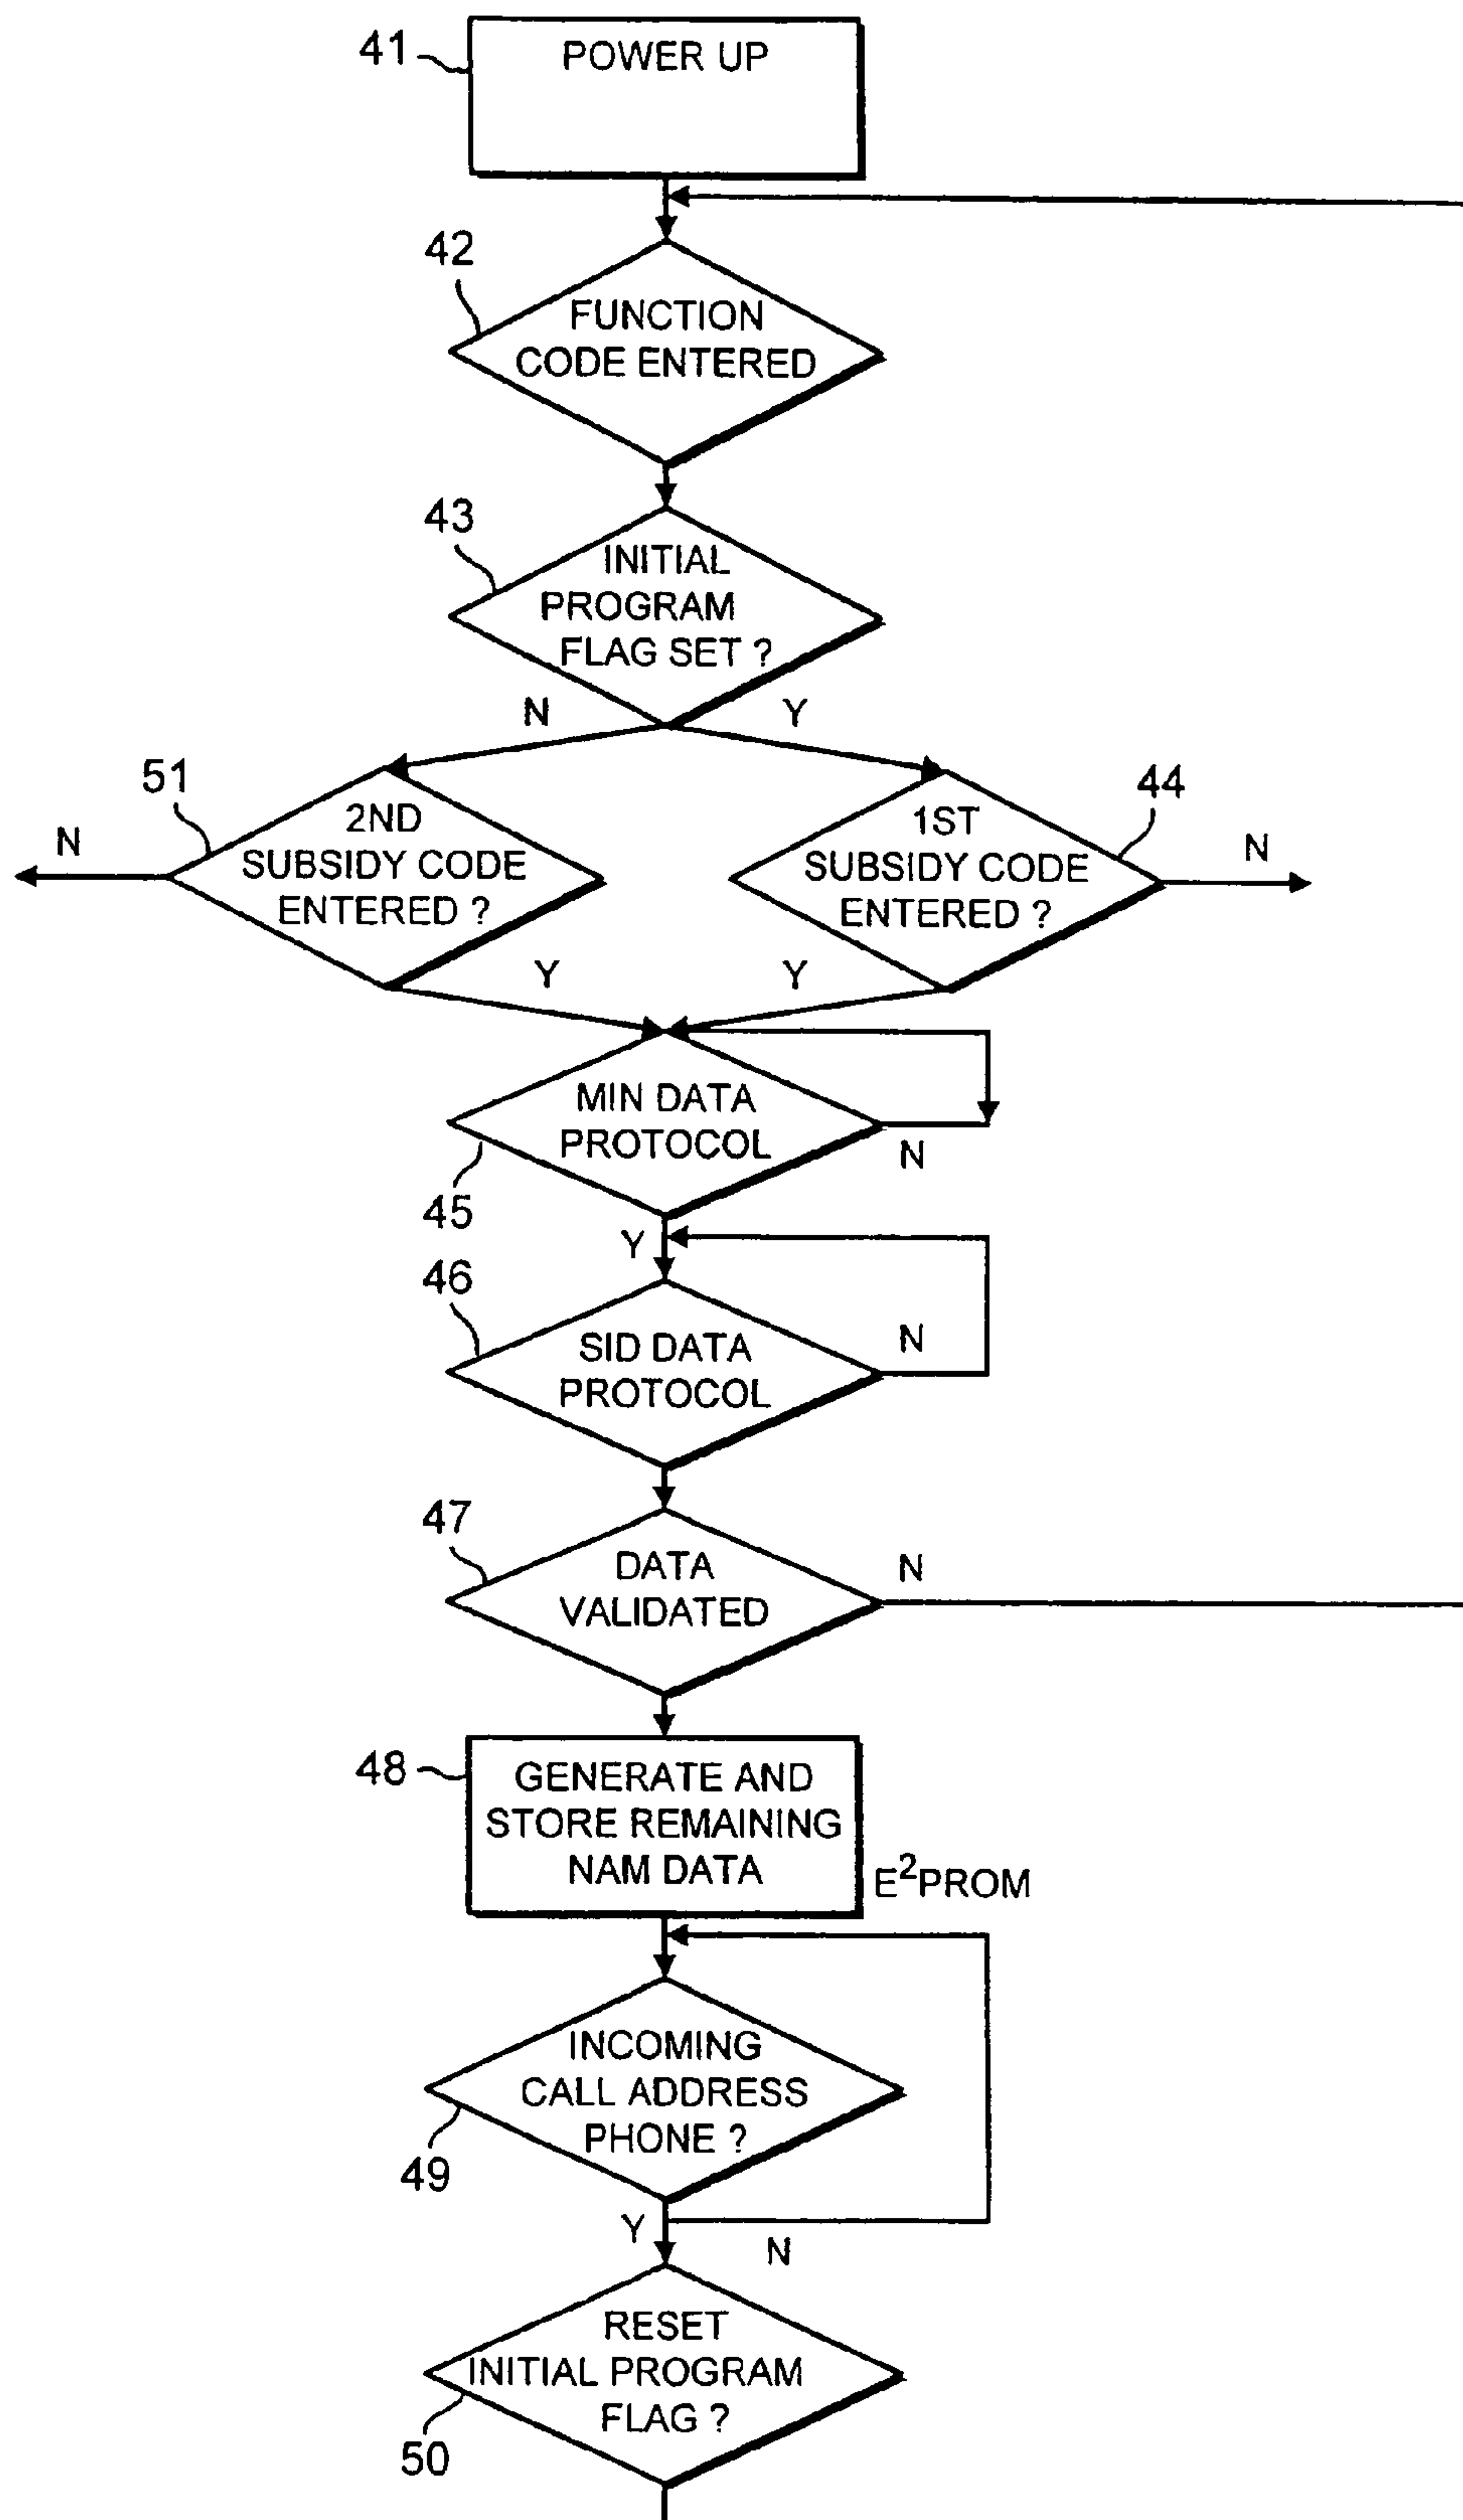 41
POWER UP
42
FUNCTION
CODE ENTERED
43
INITIAL
PROGRAM
FLAG SET ?
N
Y
51
2ND
SUBSIDY CODE
ENTERED ?
N
44
1ST
SUBSIDY CODE
ENTERED ?
N
Y
Y
MIN DATA
PROTOCOL
N
45
Y
46
SID DATA
PROTOCOL
N
47
DATA
VALIDATED
N
48
GENERATE AND
STORE REMAINING
NAM DATA
E²PROM
INCOMING
CALL ADDRESS
PHONE ?
49
Y
N
RESET
INITIAL PROGRAM
FLAG ?
50